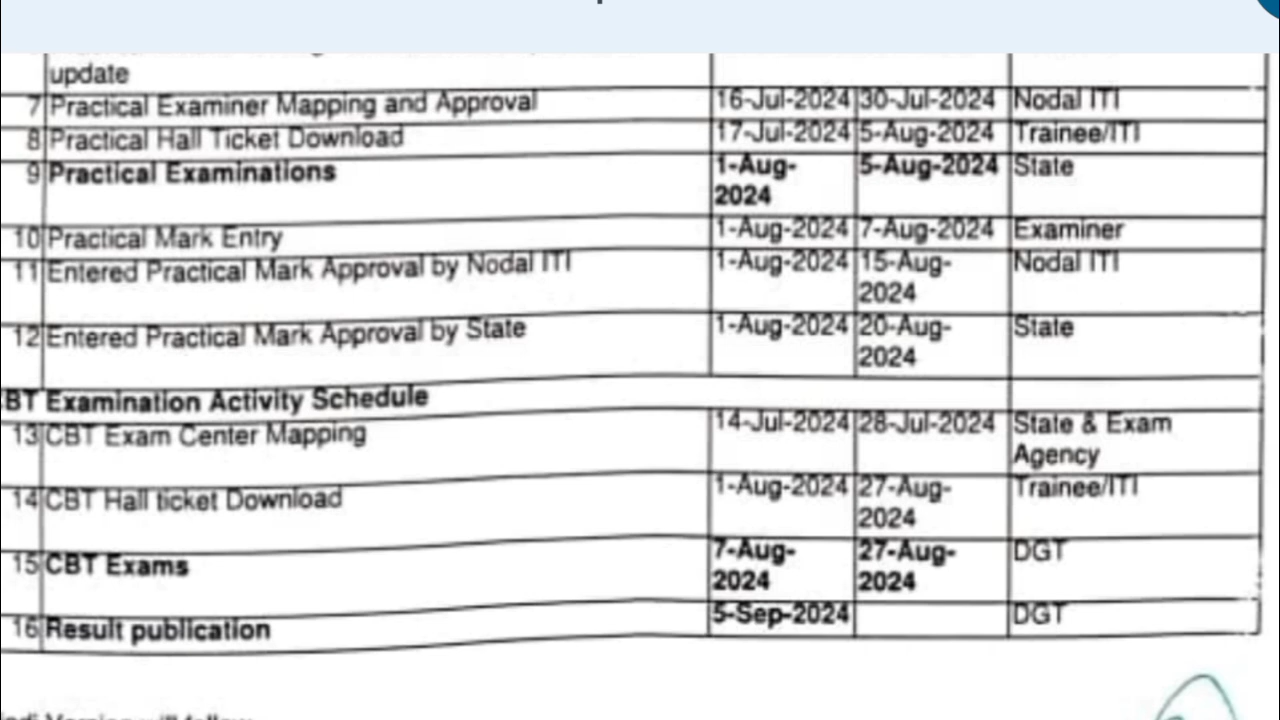 update
7 Practical Examiner Mapping and Approval 16-Jul-2024 30-Jul-2024 Nodal ITI
8 Practical Hall Ticket Download 17-Jul-2024 5-Aug-2024 Trainee/ITI
9 Practical Examinations 1-Aug- 5-Aug-2024 State
2024
10 Practical Mark Entry 1-Aug-2024 7-Aug-2024 Examiner
11 Entered Practical Mark Approval by Nodal ITI 1-Aug-2024 15-Aug- Nodal ITI
2024
12 Entered Practical Mark Approval by State 1-Aug-2024 20-Aug- State
2024
BT Examination Activity Schedule
13 CBT Exam Center Mapping 14-Jul-2024 28-Jul-2024 State & Exam
Agency
14 CBT Hall ticket Download 1-Aug-2024 27-Aug- Trainee/ITI
2024
15 CBT Exams 7-Aug- 27-Aug- DGT
2024 2024
16 Result publication 5-Sep-2024 DGT
Version will follow